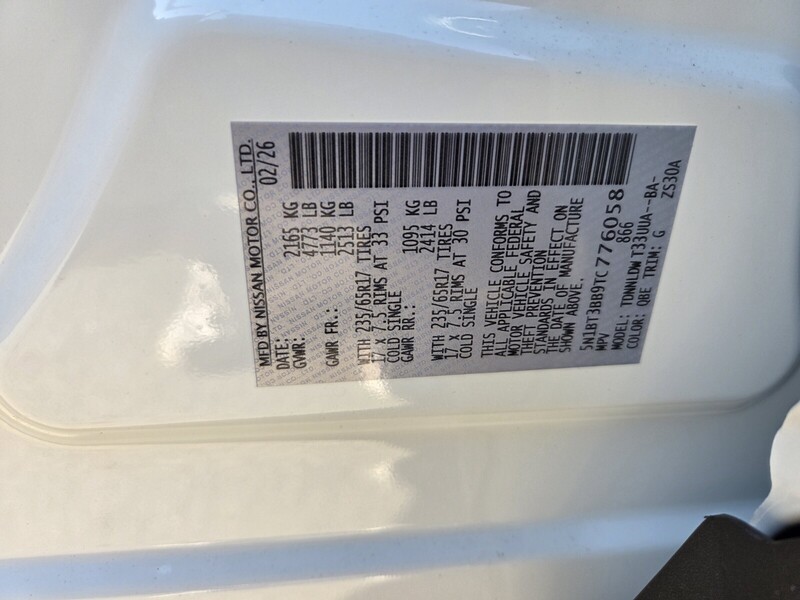 MFD BY NISSAN MOTOR CO., LTD.
DATE: 02/26
GVWR: 2165 KG
4773 LB
GAWR FR.: 1140 KG
2513 LB
WITH 235/65R17 TIRES
17 X 7.5 RIMS AT 33 PSI
COLD SINGLE
GAWR RR.: 1095 KG
2414 LB
WITH 235/65R17 TIRES
17 X 7.5 RIMS AT 30 PSI
COLD SINGLE
THIS VEHICLE CONFORMS TO
ALL APPLICABLE FEDERAL
MOTOR VEHICLE SAFETY AND
THEFT PREVENTION
STANDARDS IN EFFECT ON
THE DATE OF MANUFACTURE
SHOWN ABOVE.
5N1BT3BB9TC776058
MPV 866
MODEL: TDNNLDWT33UUA--BA-
COLOR: QBE TRIM: G ZS30A